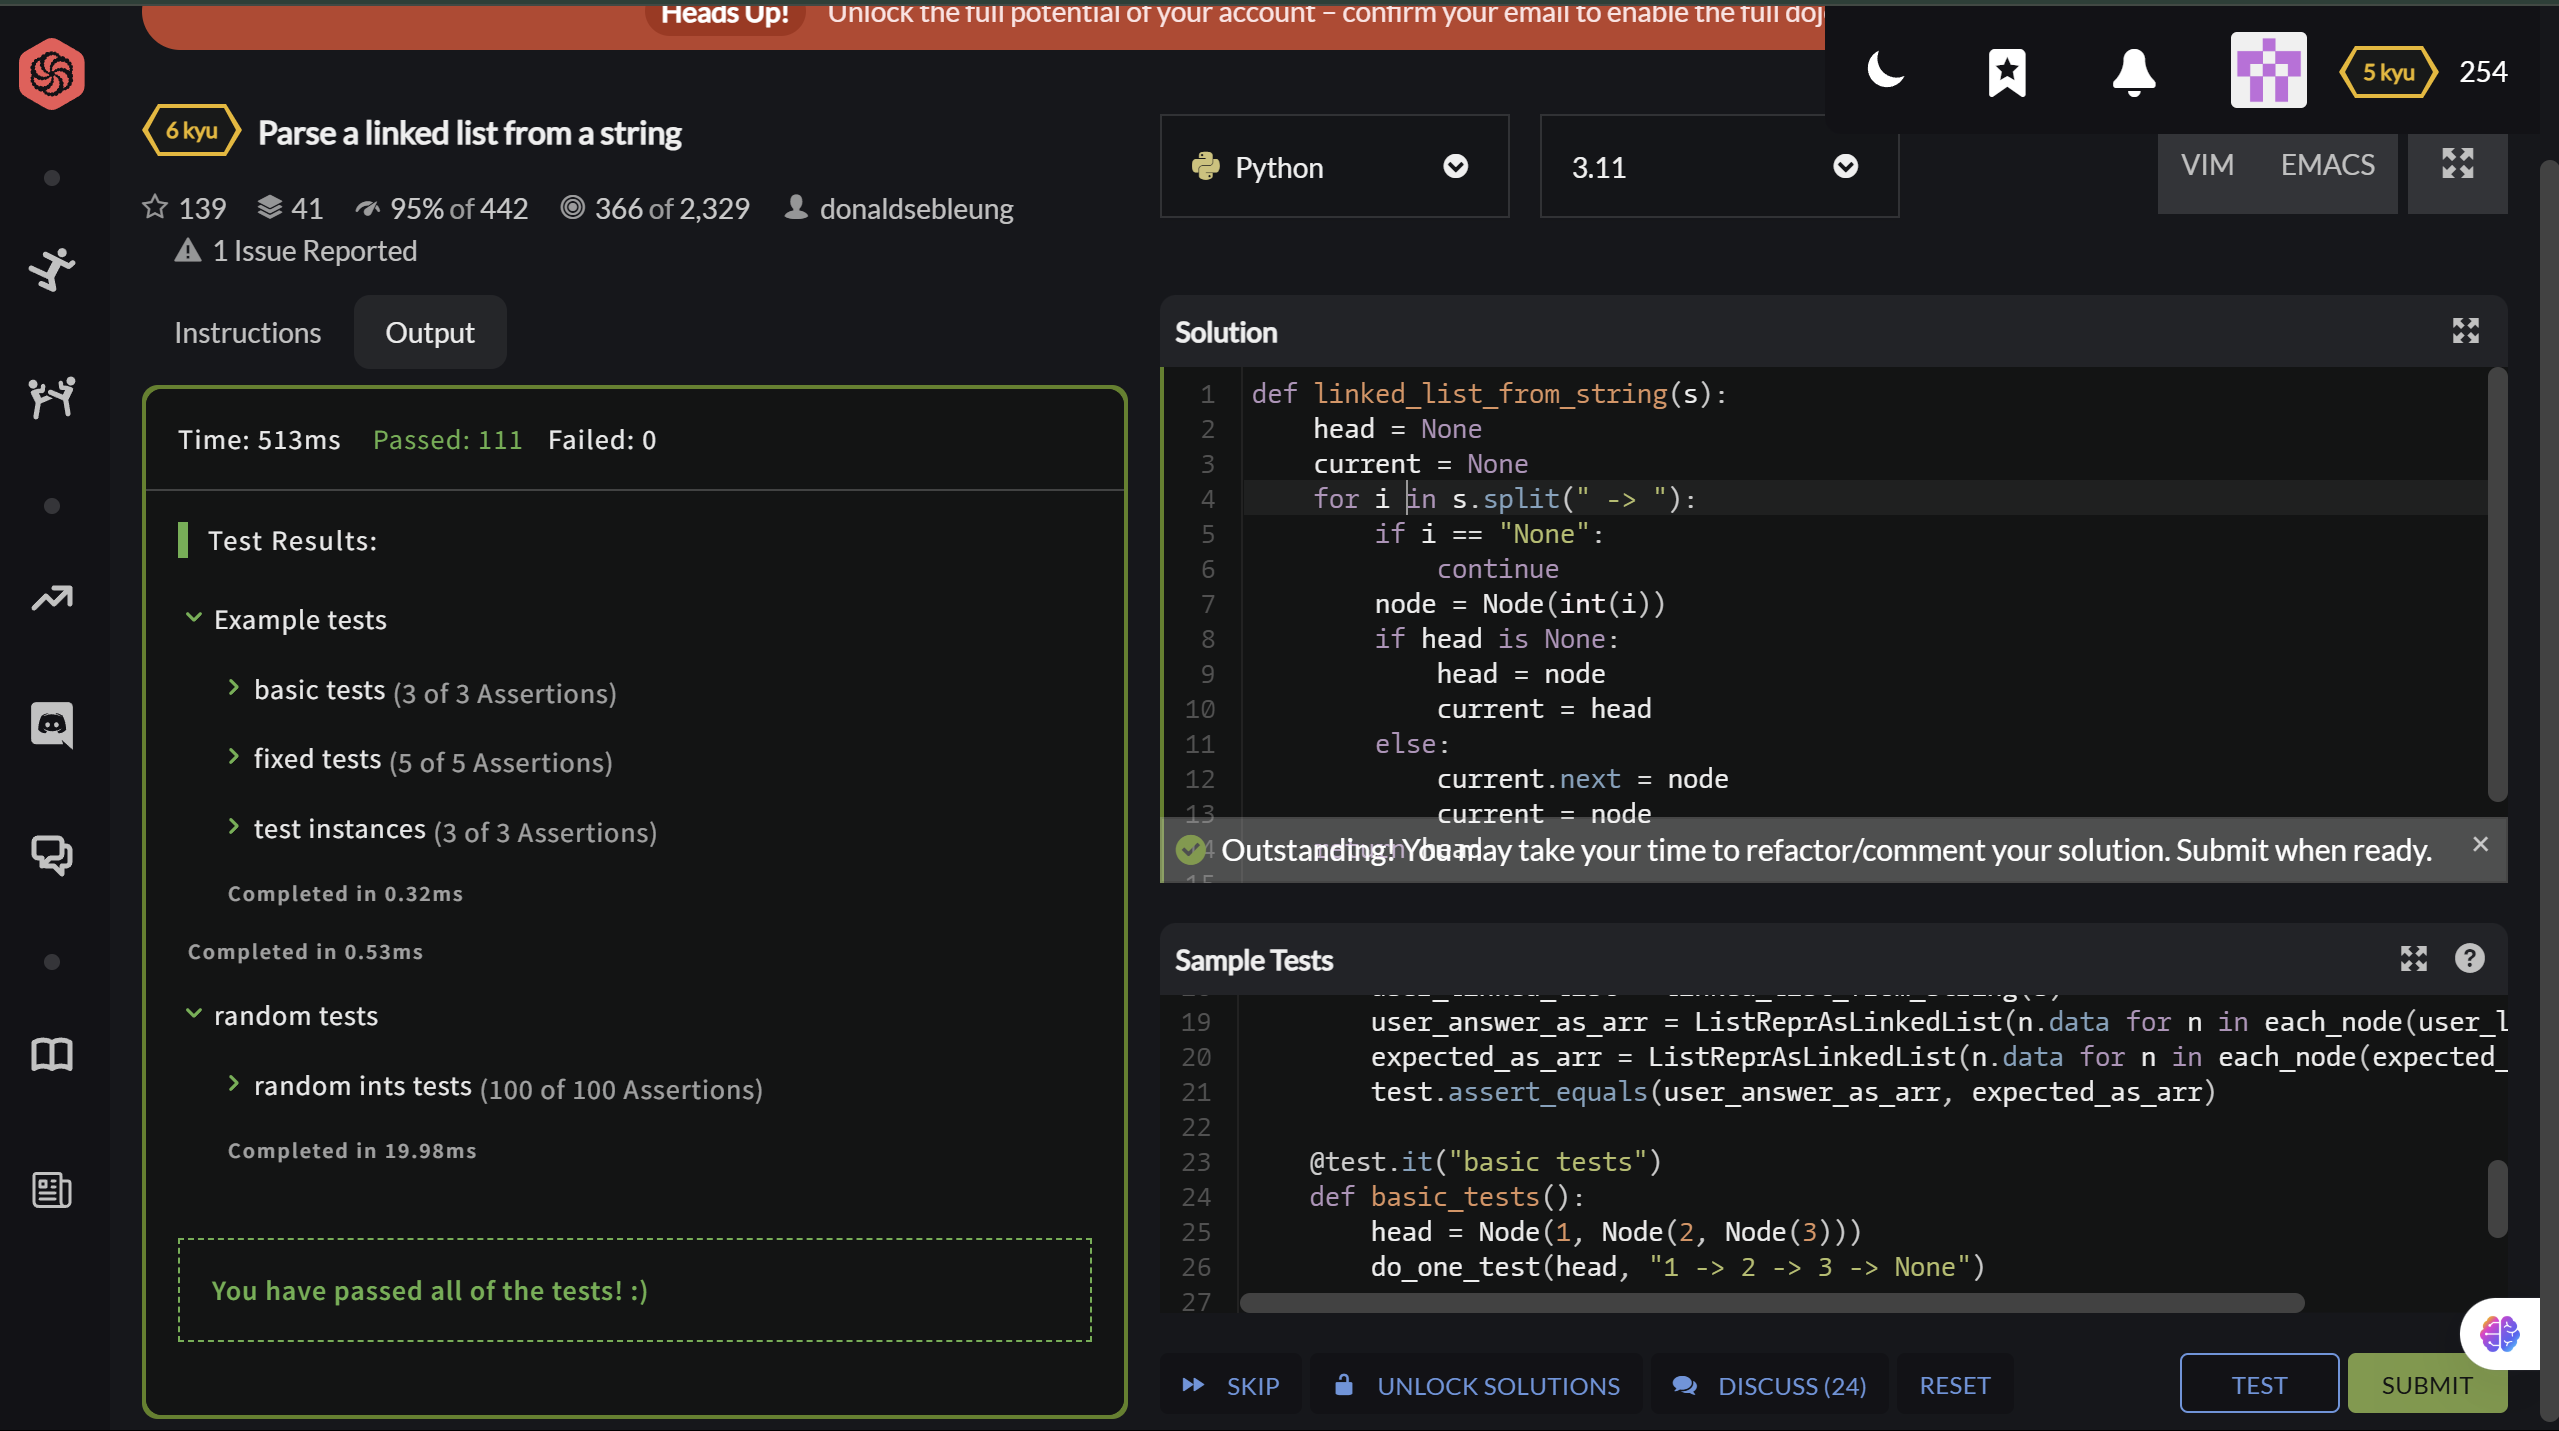 Heads Up! Unlock the full potential of your account – confirm your email to enable the full doj
5 kyu 254
6 kyu Parse a linked list from a string
139 41 95% of 442 366 of 2,329 donaldsebleung
1 Issue Reported
Python
3.11
VIM EMACS
Instructions Output
Time: 513ms Passed: 111 Failed: 0
Test Results:
Example tests
basic tests (3 of 3 Assertions)
fixed tests (5 of 5 Assertions)
test instances (3 of 3 Assertions)
Completed in 0.32ms
Completed in 0.53ms
random tests
random ints tests (100 of 100 Assertions)
Completed in 19.98ms
You have passed all of the tests! :)
Solution
1 def linked_list_from_string(s):
2 head = None
3 current = None
4 for i in s.split(" -> "):
5 if i == "None":
6 continue
7 node = Node(int(i))
8 if head is None:
9 head = node
10 current = head
11 else:
12 current.next = node
13 current = node
Outstanding! You may take your time to refactor/comment your solution. Submit when ready.
Sample Tests
19 user_answer_as_arr = ListReprAsLinkedList(n.data for n in each_node(user_l
20 expected_as_arr = ListReprAsLinkedList(n.data for n in each_node(expected_
21 test.assert_equals(user_answer_as_arr, expected_as_arr)
22
23 @test.it("basic tests")
24 def basic_tests():
25 head = Node(1, Node(2, Node(3)))
26 do_one_test(head, "1 -> 2 -> 3 -> None")
27
SKIP UNLOCK SOLUTIONS DISCUSS (24) RESET TEST SUBMIT